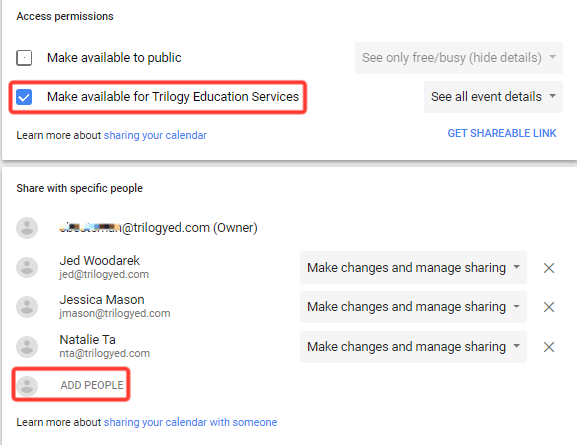 Access permissions
Make available to public
See only free/busy (hide details)
Make available for Trilogy Education Services
See all event details
Learn more about sharing your calendar
GET SHAREABLE LINK
Share with specific people
@trilogyed.com (Owner)
Jed Woodarek
jed@trilogyed.com
Make changes and manage sharing
Jessica Mason
jmason@trilogyed.com
Make changes and manage sharing
Natalie Ta
nta@trilogyed.com
Make changes and manage sharing
ADD PEOPLE
Learn more about sharing your calendar with someone